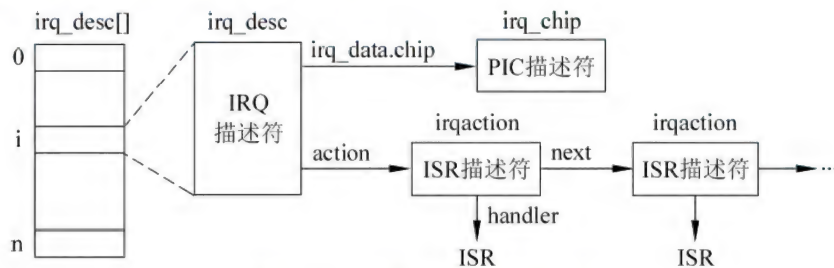 irq_desc[]
irq_desc
irq_chip
0
irq_data.chip
PIC描述符
IRQ
描述符
i
irqaction
irqaction
action
ISR描述符
next
ISR描述符
...
handler
n
ISR
ISR